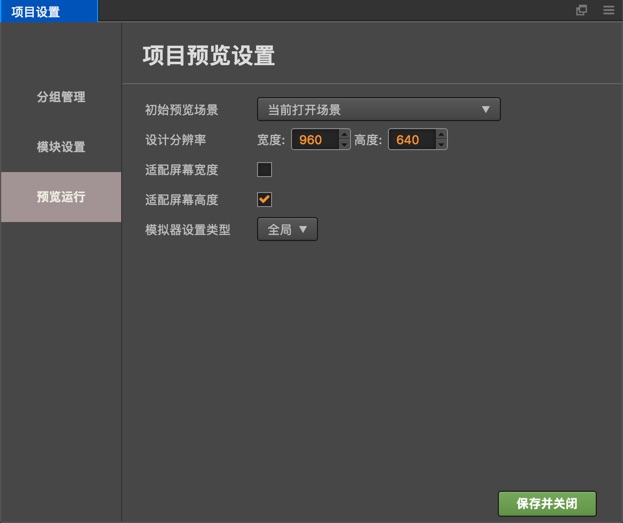 项目设置
项目预览设置
分组管理
模块设置
预览运行
初始预览场景 当前打开场景
设计分辨率 宽度: 960 高度: 640
适配屏幕宽度
适配屏幕高度
模拟器设置类型 全局
保存并关闭